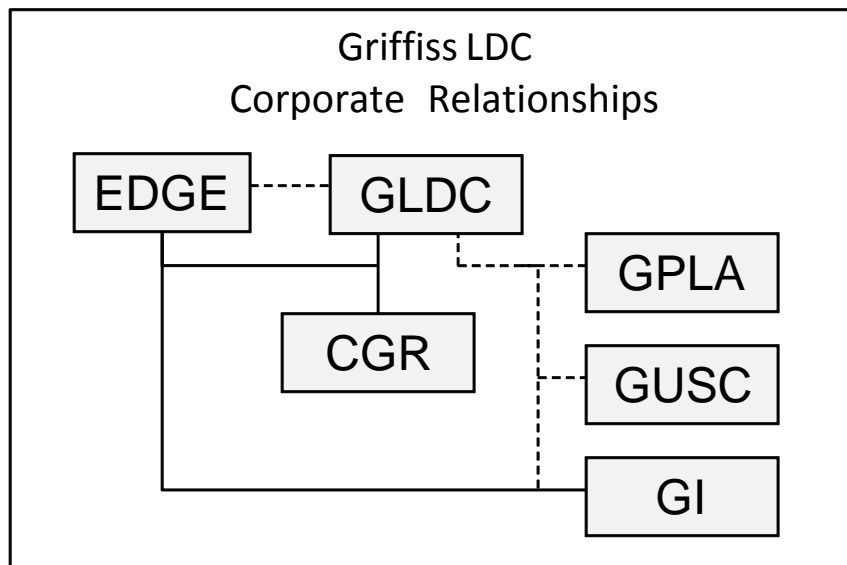 Griffiss LDC
Corporate Relationships
EDGE
GLDC
GPLA
CGR
GUSC
GI